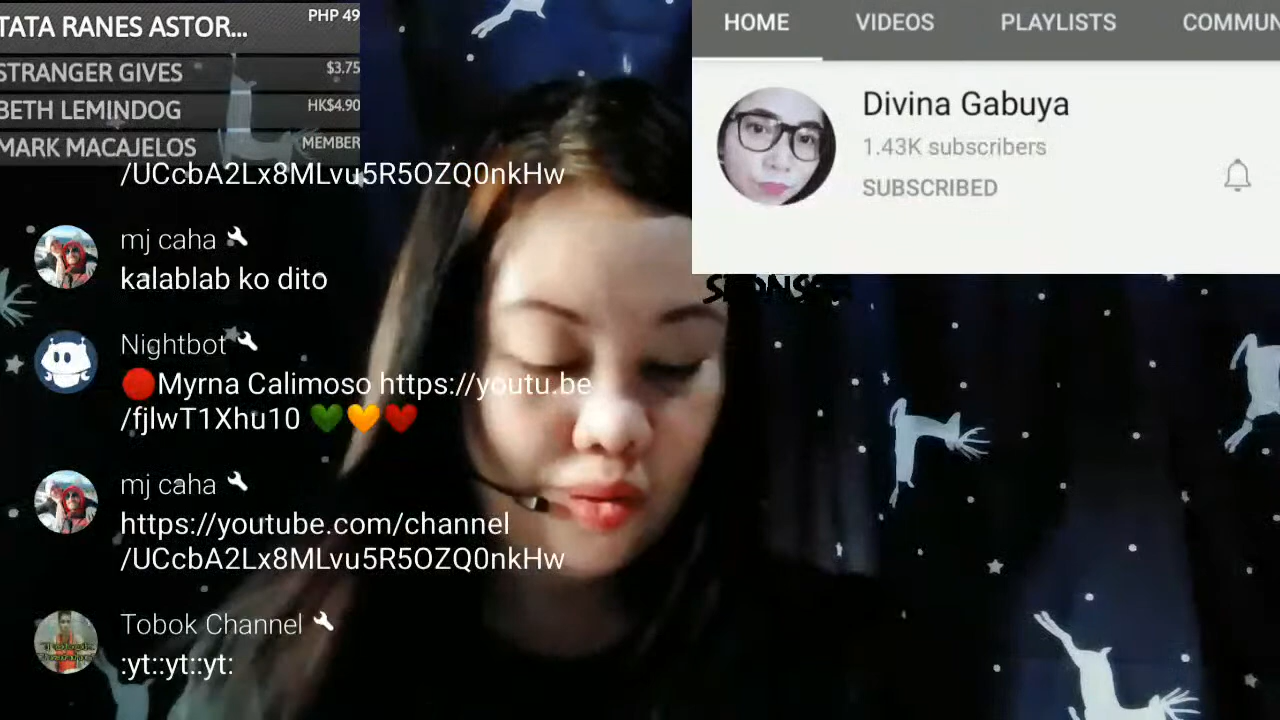 TATA RANES ASTOR...
PHP 49
STRANGER GIVES
$3.75
BETH LEMINDOG
HK$4.90
MARK MACAJELOS
MEMBER
/UCcbA2Lx8MLvu5R5OZQ0nkHw
mj caha
kalablab ko dito
Nightbot
🔴Myrna Calimoso https://youtu.be
/fjlwT1Xhu10 💚🧡❤️
mj caha
https://youtube.com/channel
/UCcbA2Lx8MLvu5R5OZQ0nkHw
Tobok Channel
:yt::yt::yt:
HOME VIDEOS PLAYLISTS COMMUN
Divina Gabuya
1.43K subscribers
SUBSCRIBED